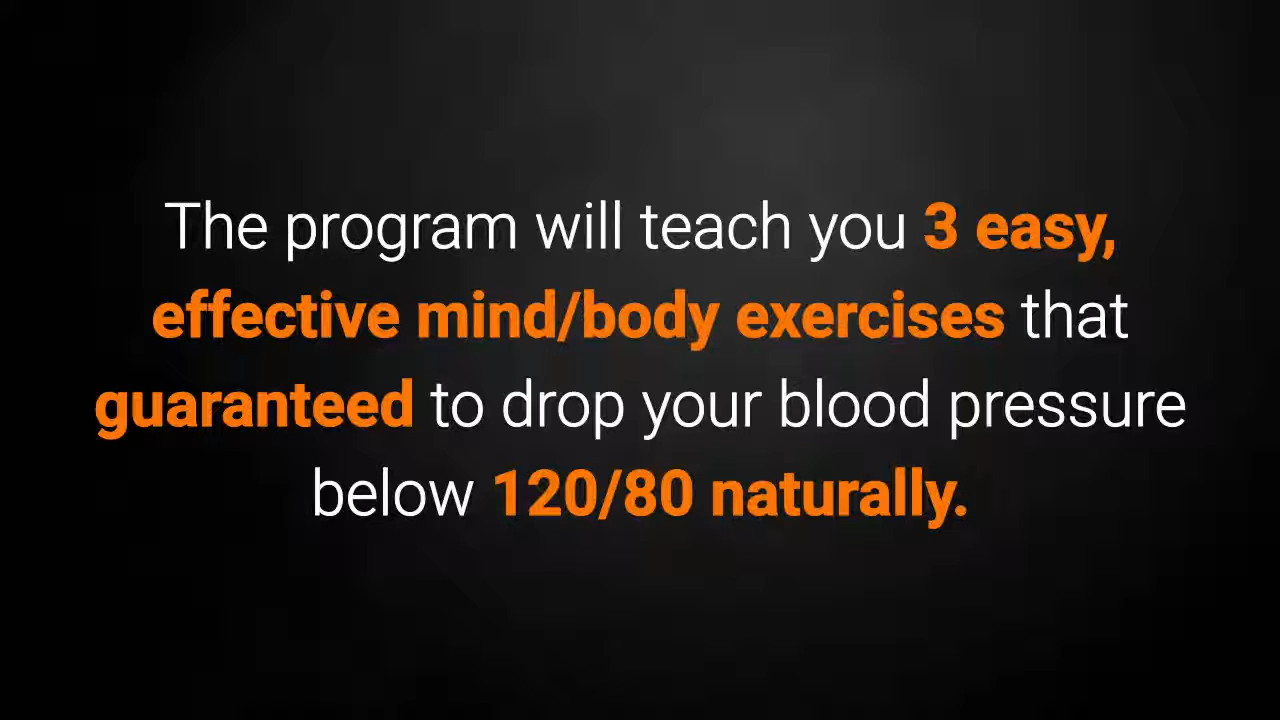 The program will teach you 3 easy,
effective mind/body exercises that
guaranteed to drop your blood pressure
below 120/80 naturally.